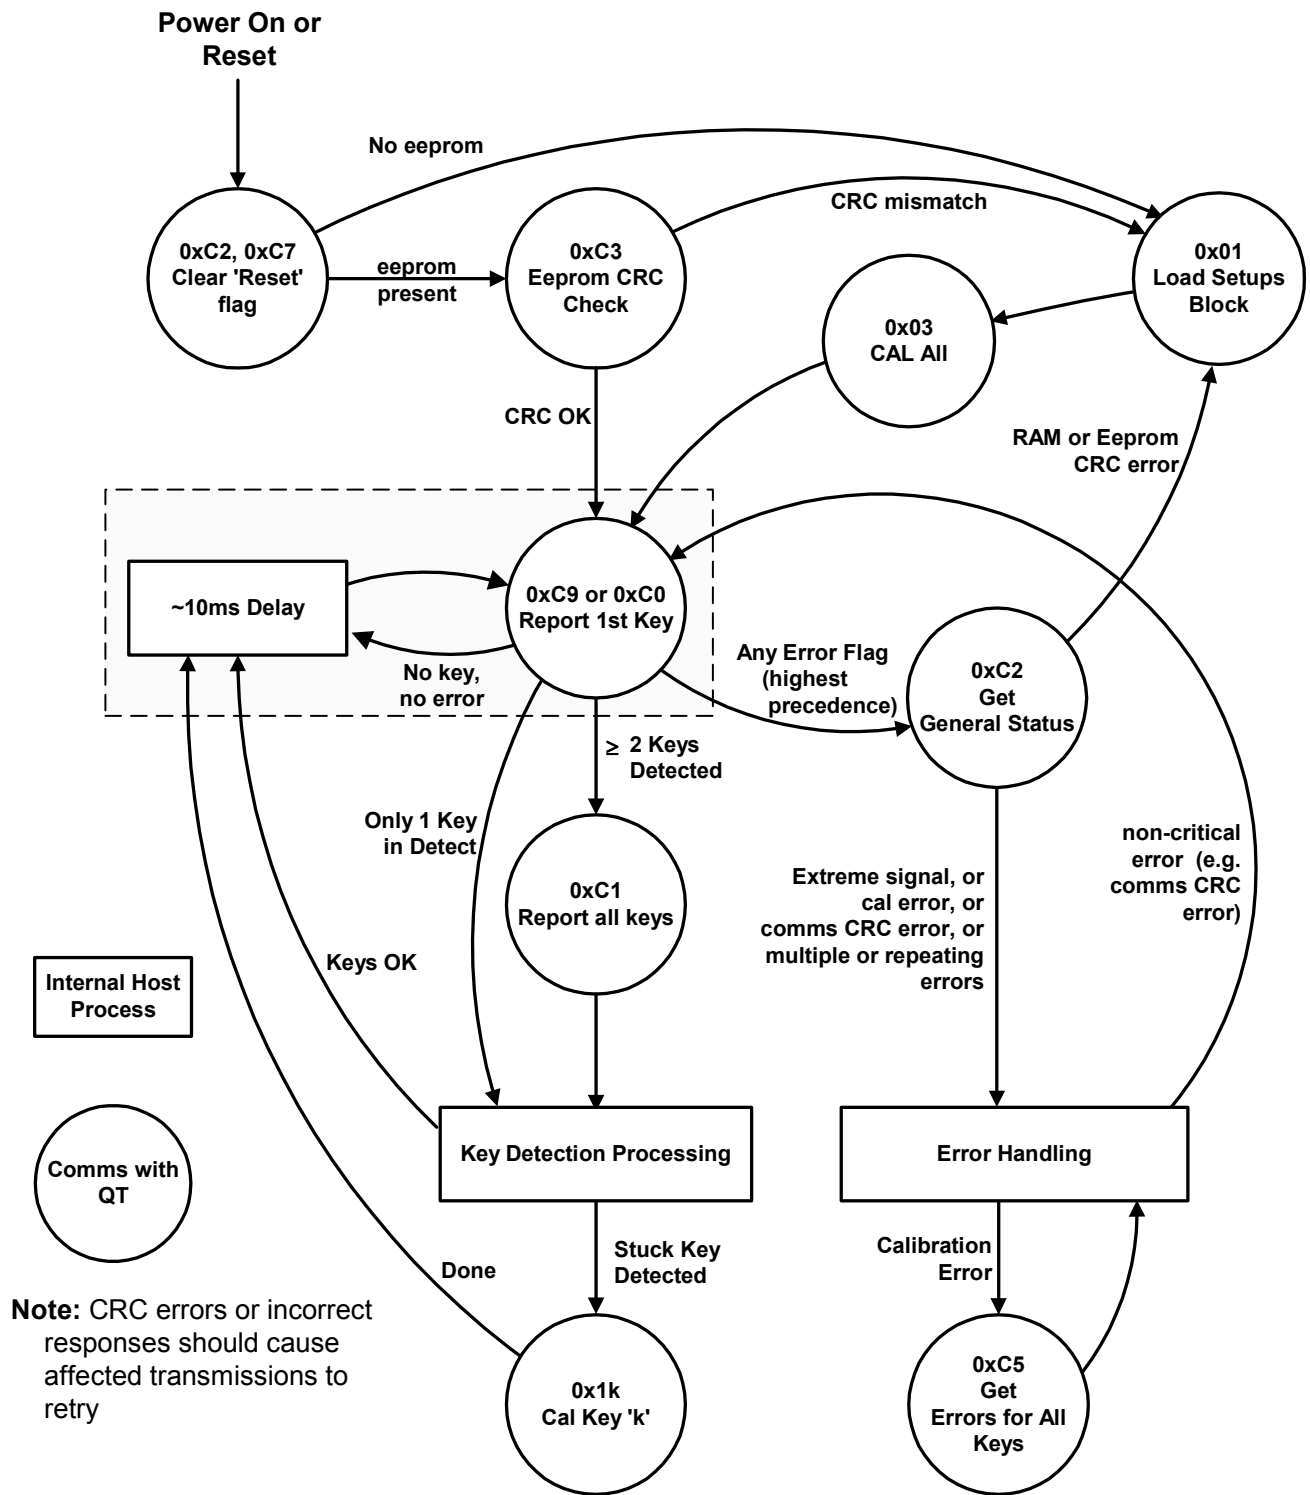 Power On or
Reset
No eeprom
CRC mismatch
0xC2, 0xC7
Clear 'Reset'
flag
eeprom
present
0xC3
Eeprom CRC
Check
0x01
Load Setups
Block
0x03
CAL All
CRC OK
RAM or Eeprom
CRC error
~10ms Delay
0xC9 or 0xC0
Report 1st Key
No key,
no error
Any Error Flag
(highest
precedence)
0xC2
Get
General Status
≥ 2 Keys
Detected
Only 1 Key
in Detect
0xC1
Report all keys
Extreme signal, or
cal error, or
comms CRC error, or
multiple or repeating
errors
non-critical
error (e.g.
comms CRC
error)
Keys OK
Internal Host
Process
Key Detection Processing
Error Handling
Comms with
QT
Stuck Key
Detected
Calibration
Error
Done
Note: CRC errors or incorrect
responses should cause
affected transmissions to
retry
0x1k
Cal Key 'k'
0xC5
Get
Errors for All
Keys